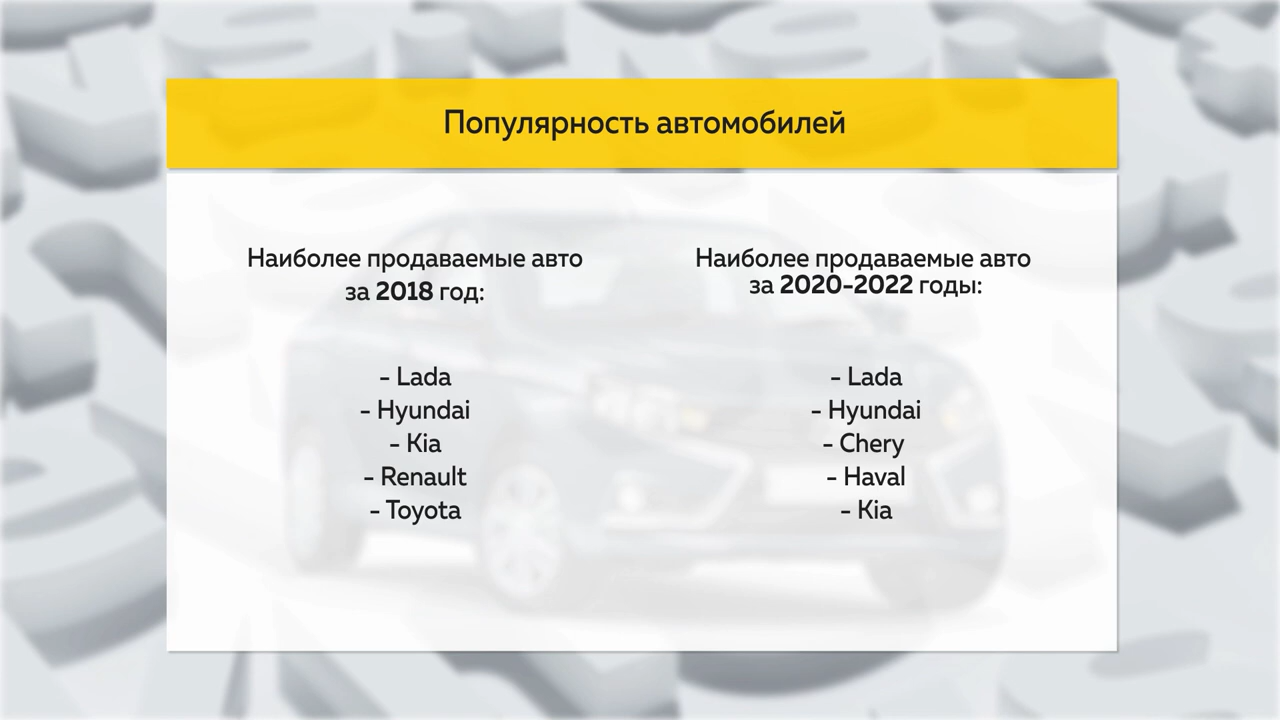 Популярность автомобилей
Наиболее продаваемые авто
за 2018 год:
- Lada
- Hyundai
- Kia
- Renault
- Toyota
Наиболее продаваемые авто
за 2020-2022 годы:
- Lada
- Hyundai
- Chery
- Haval
- Kia